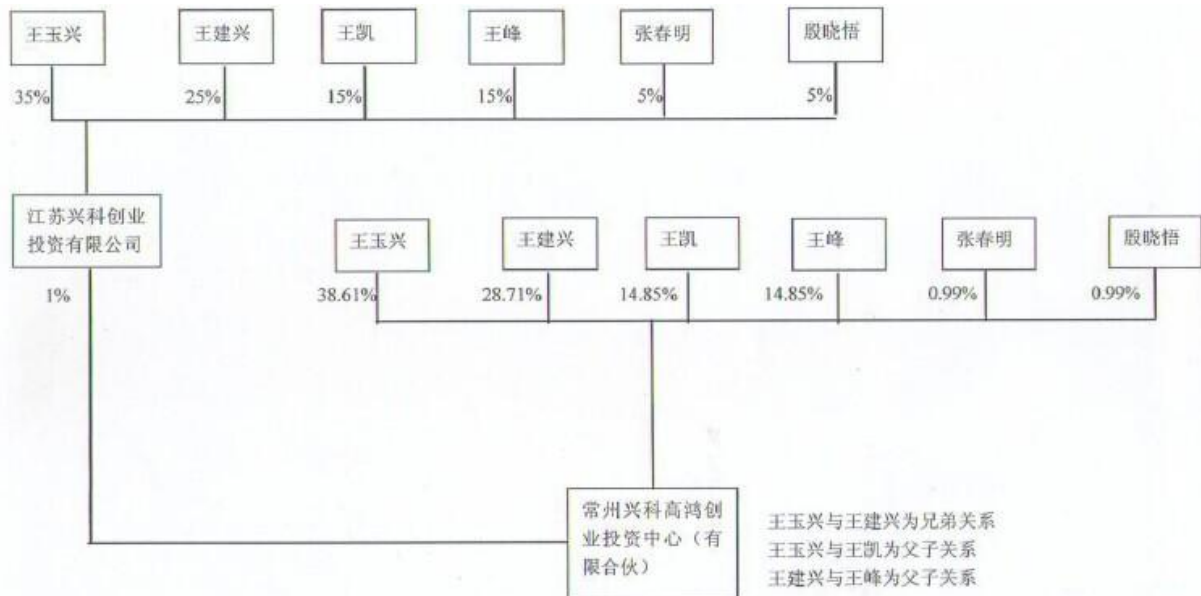 王玉兴
王建兴
王凯
王峰
张春明
殷晓悟
35%
25%
15%
15%
5%
5%
江苏兴科创业
投资有限公司
王玉兴
王建兴
王凯
王峰
张春明
殷晓悟
1%
38.61%
28.71%
14.85%
14.85%
0.99%
0.99%
常州兴科高鸿创
业投资中心（有
限合伙）
王玉兴与王建兴为兄弟关系
王玉兴与王凯为父子关系
王建兴与王峰为父子关系